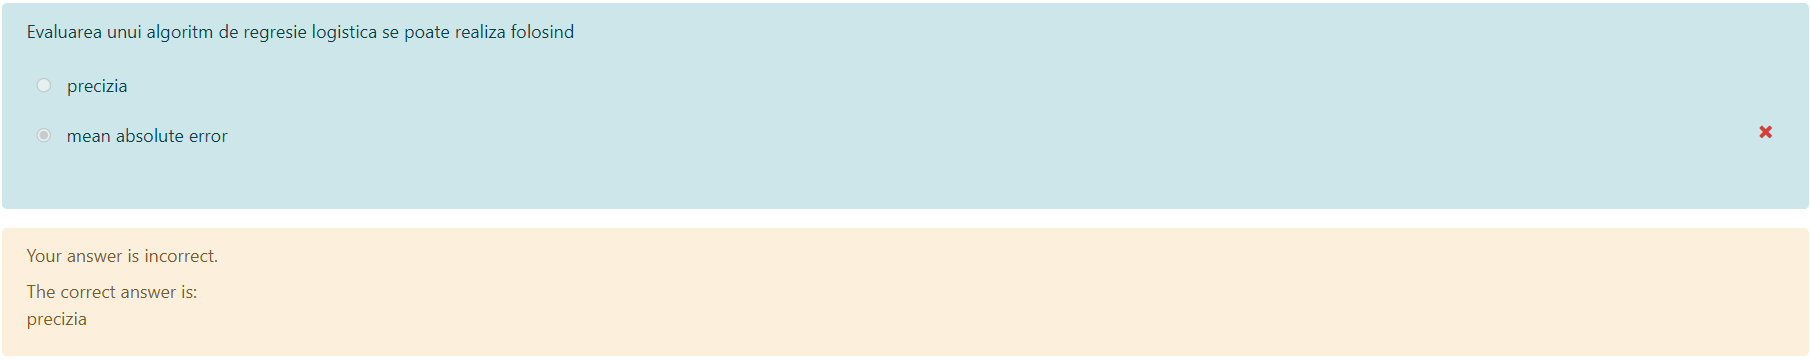 Evaluarea unui algoritm de regresie logistica se poate realiza folosind
precizia
mean absolute error
Your answer is incorrect.
The correct answer is:
precizia